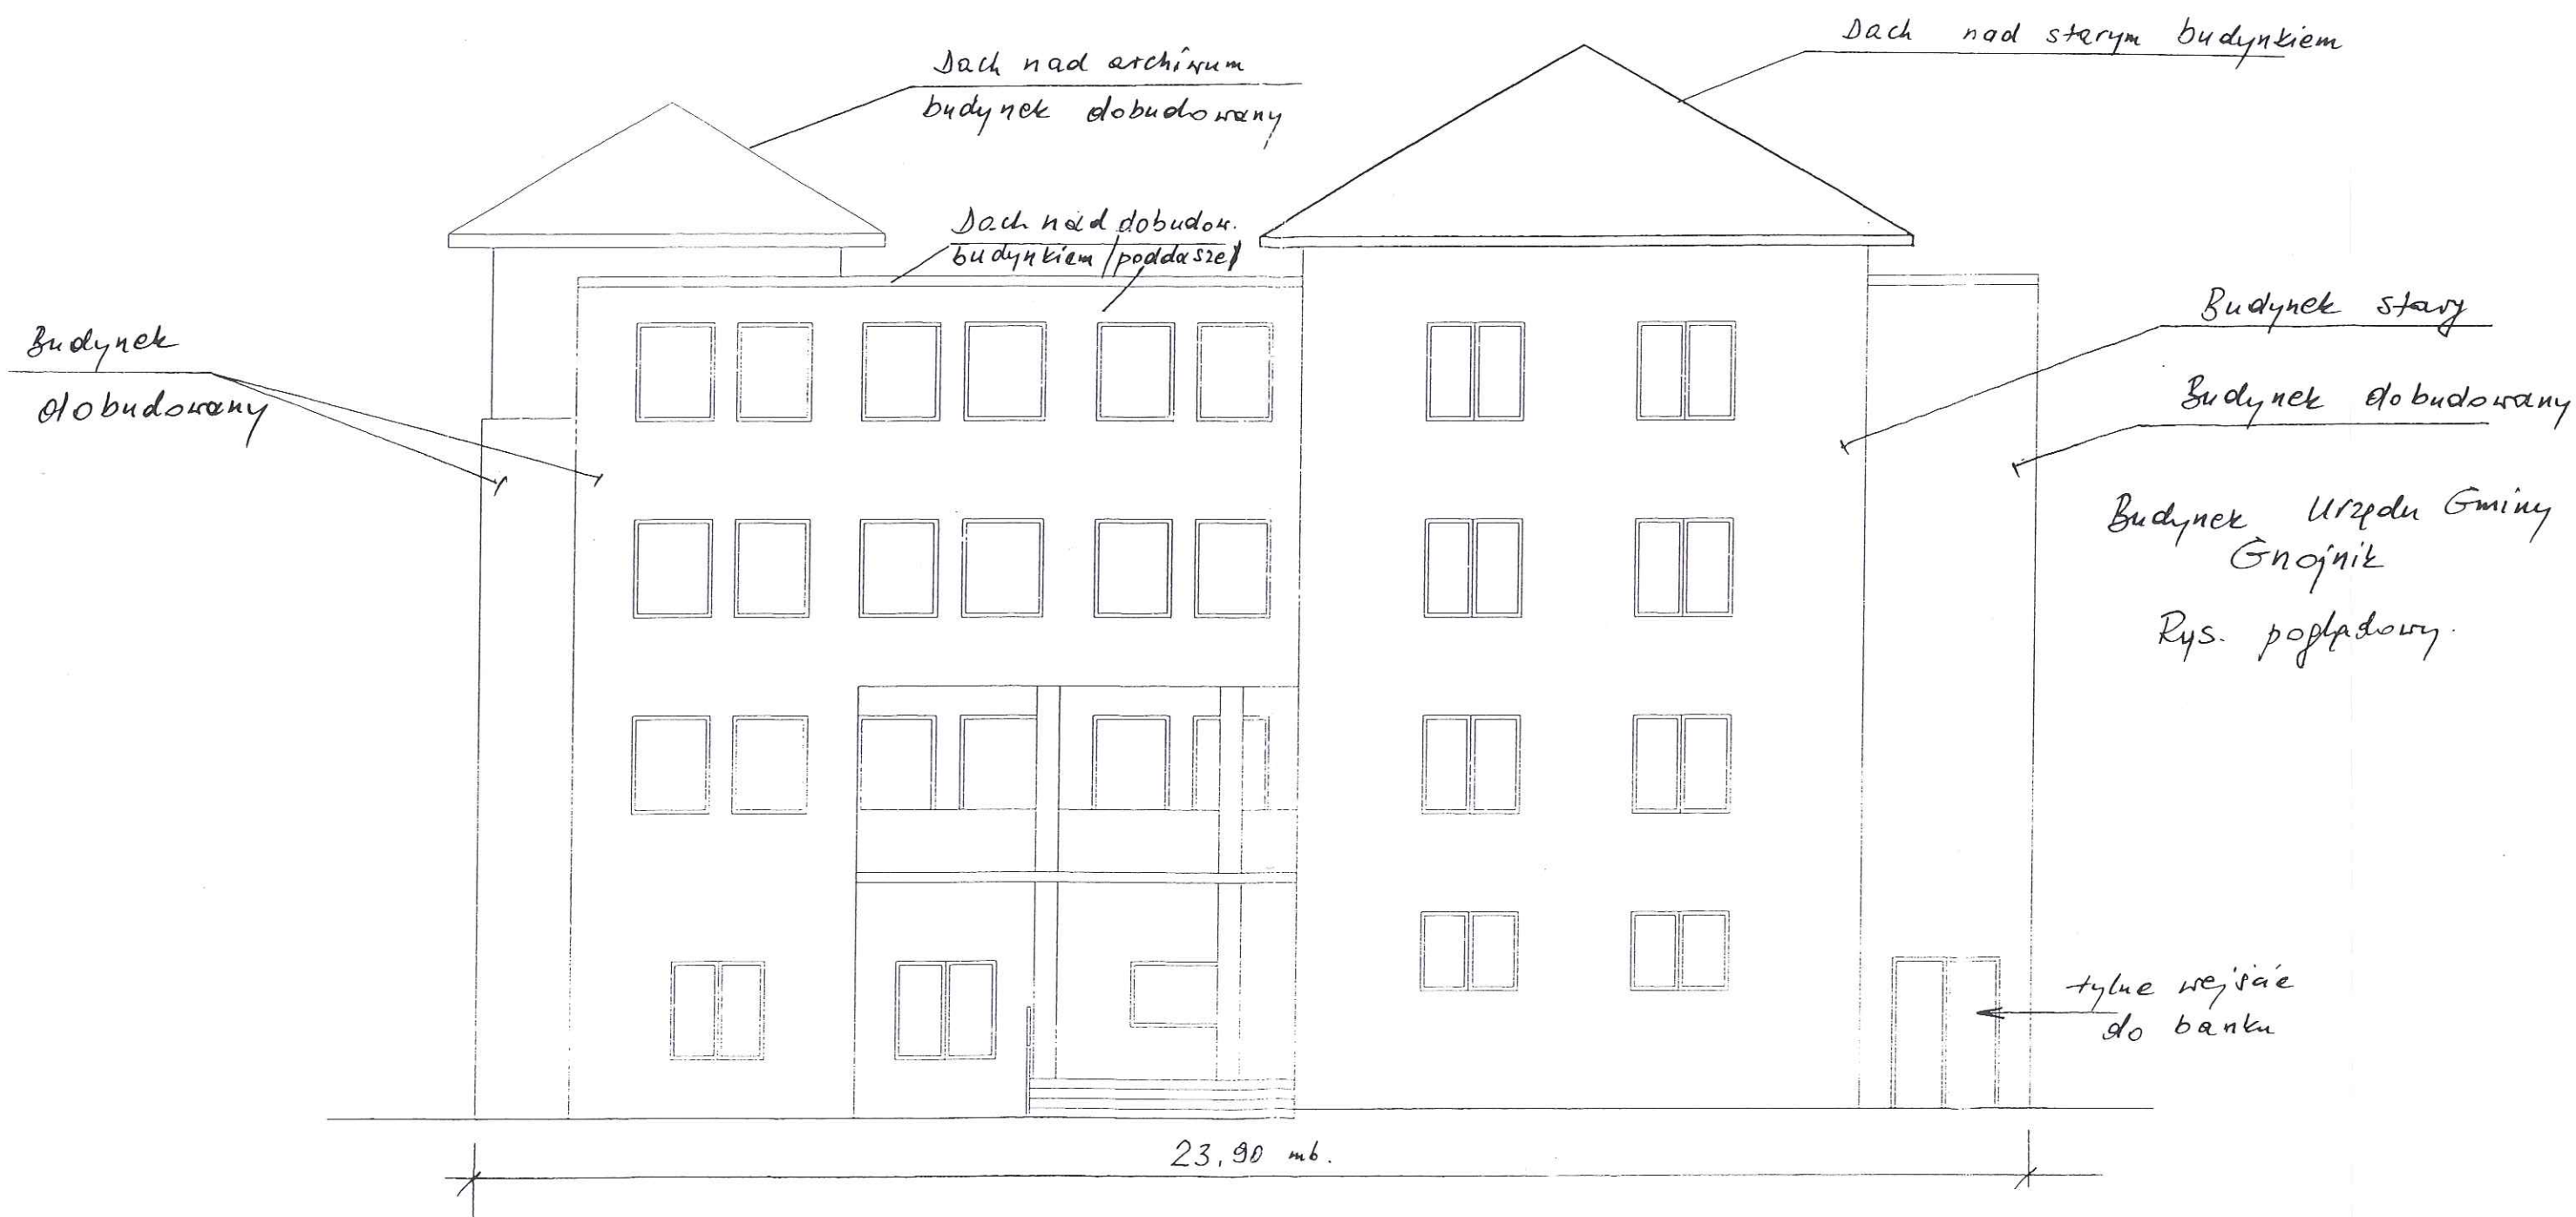 Dach nad starym budynkiem
Dach nad archiwum
budynek dobudowany
Dach nad dobudow.
budynkiem /poddasze/
Budynek
dobudowany
Budynek stary
Budynek dobudowany
Budynek Urzędu Gminy
Gnojnik
Rys. poglądowy.
tylne wejście
do banku
23,90 mb.